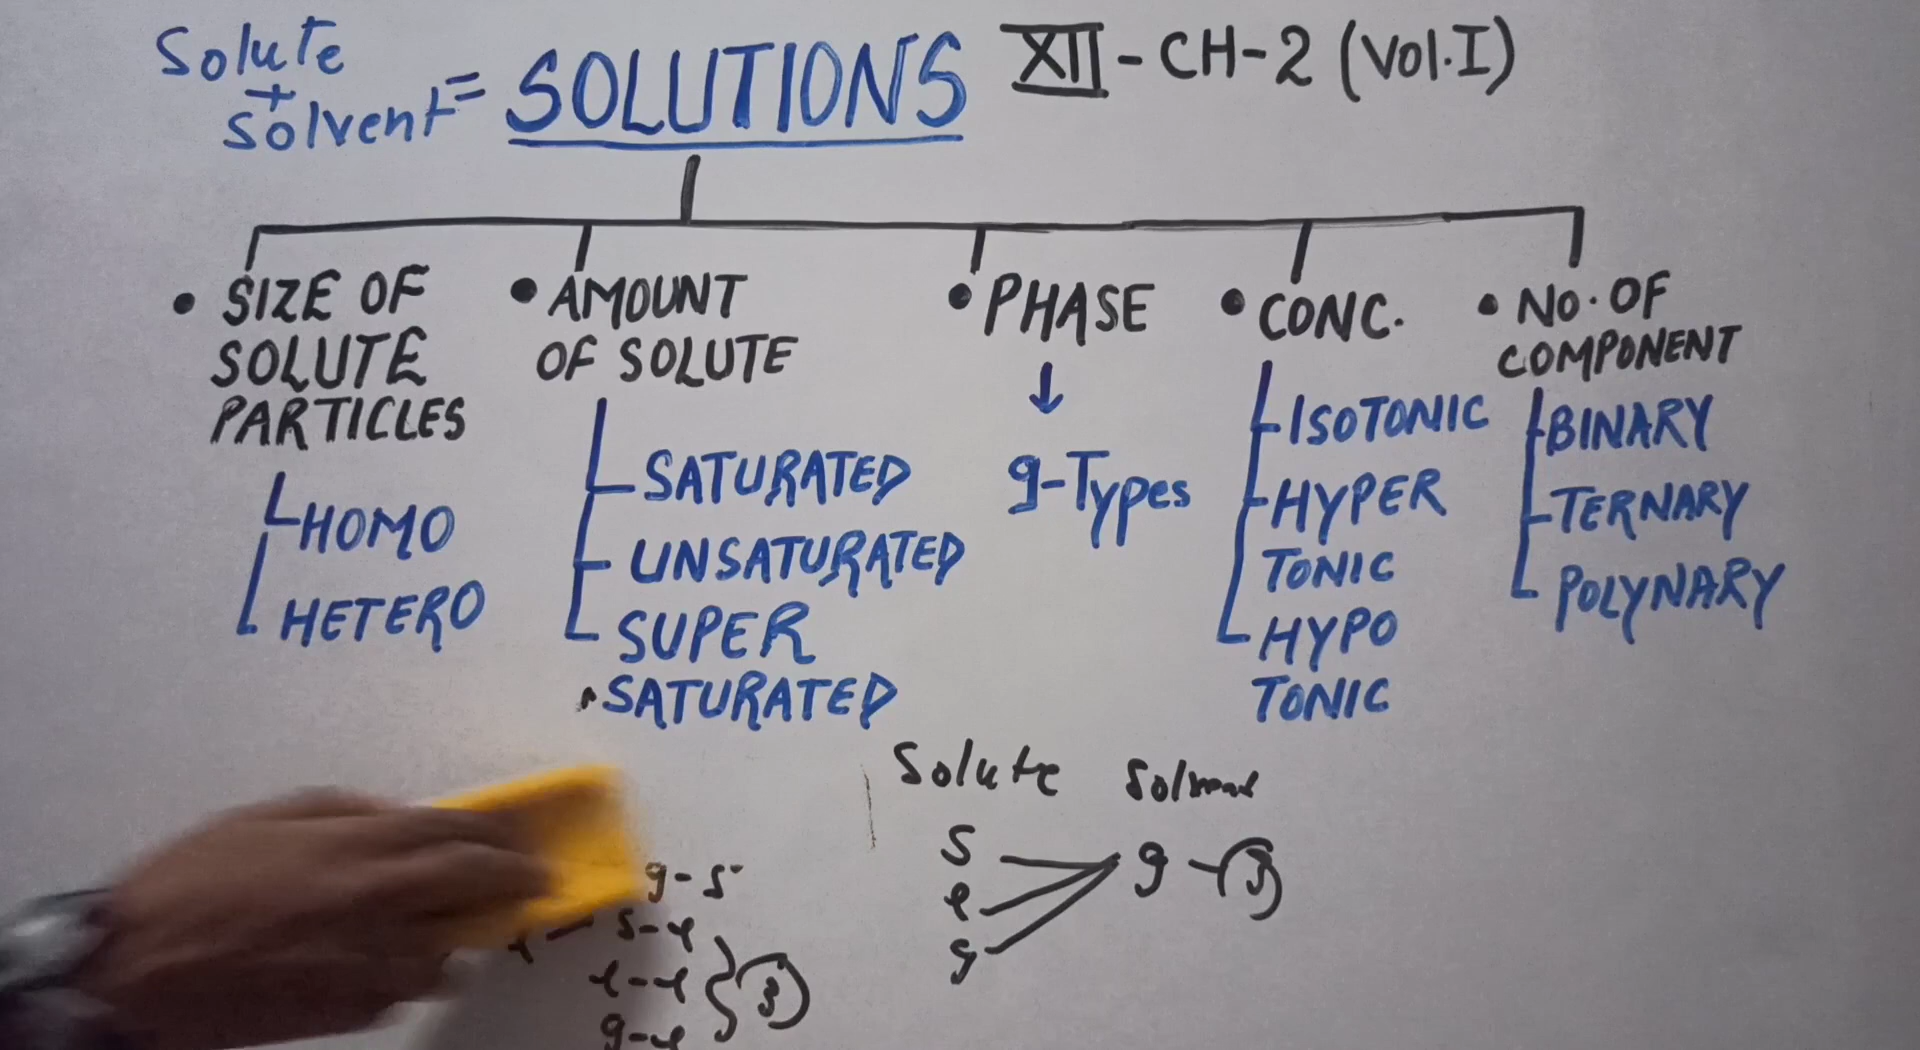 Solute
+
Solvent = SOLUTIONS XII - CH-2 (Vol.I)
• SIZE OF
SOLUTE
PARTICLES
HOMO
HETERO
• AMOUNT
OF SOLUTE
SATURATED
UNSATURATED
SUPER
SATURATED
• PHASE
↓
9-Types
• CONC.
ISOTONIC
HYPER
TONIC
HYPO
TONIC
• NO. OF
COMPONENT
BINARY
TERNARY
POLYNARY
Solute
S
l
g
g - 3
g-s
s-l
l-l } 3
g-l